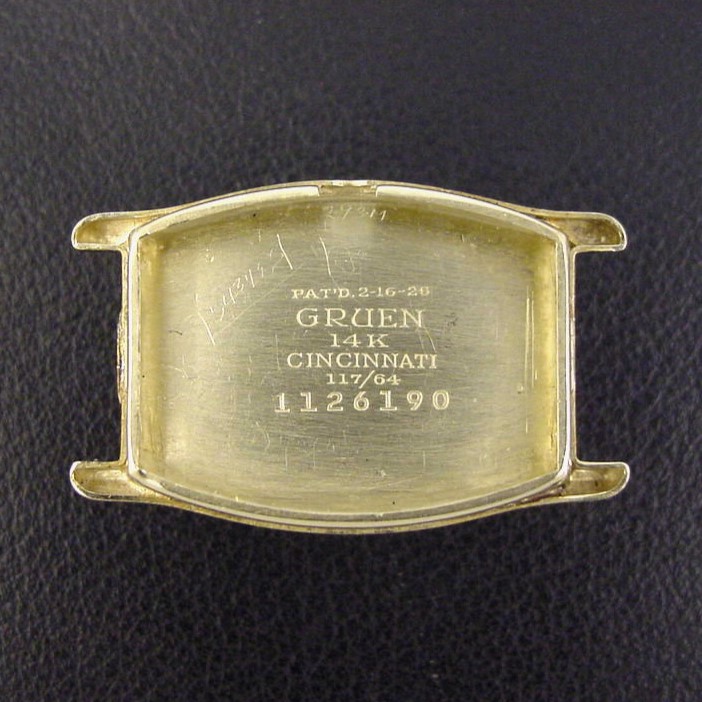 PAT'D. 2-16-26
GRUEN
14K
CINCINNATI
117/64
1126190